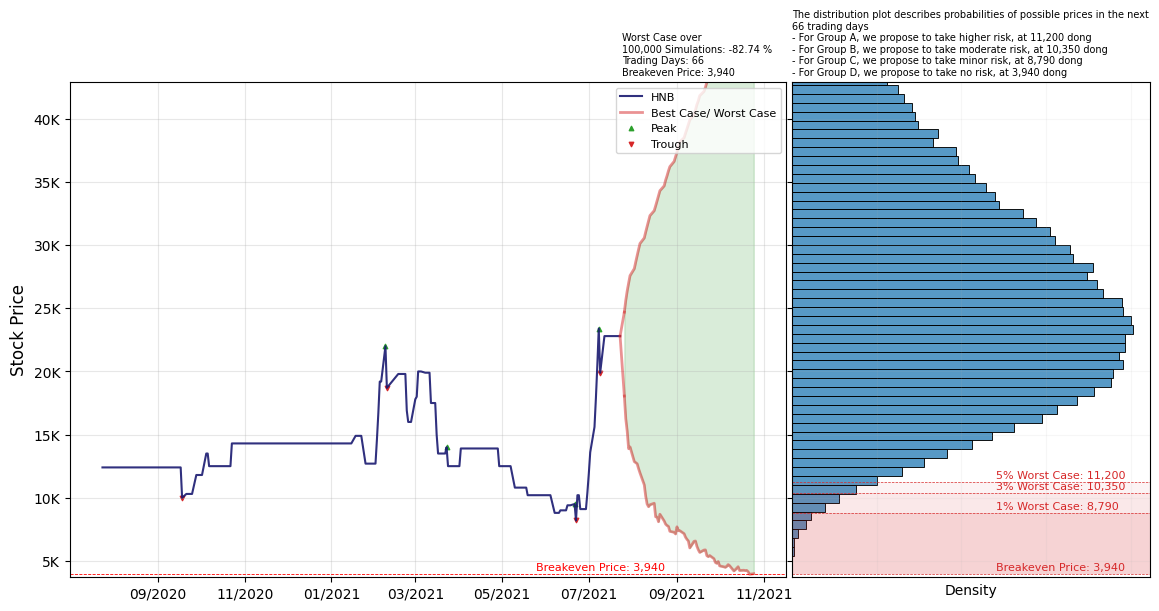 The distribution plot describes probabilities of possible prices in the next
66 trading days
- For Group A, we propose to take higher risk, at 11,200 dong
- For Group B, we propose to take moderate risk, at 10,350 dong
- For Group C, we propose to take minor risk, at 8,790 dong
- For Group D, we propose to take no risk, at 3,940 dong
Worst Case over
100,000 Simulations: -82.74 %
Trading Days: 66
Breakeven Price: 3,940
HNB
Best Case/ Worst Case
Peak
Trough
Stock Price
40K
35K
30K
25K
20K
15K
10K
5K
5% Worst Case: 11,200
3% Worst Case: 10,350
1% Worst Case: 8,790
Breakeven Price: 3,940
Breakeven Price: 3,940
09/2020
11/2020
01/2021
03/2021
05/2021
07/2021
09/2021
11/2021
Density